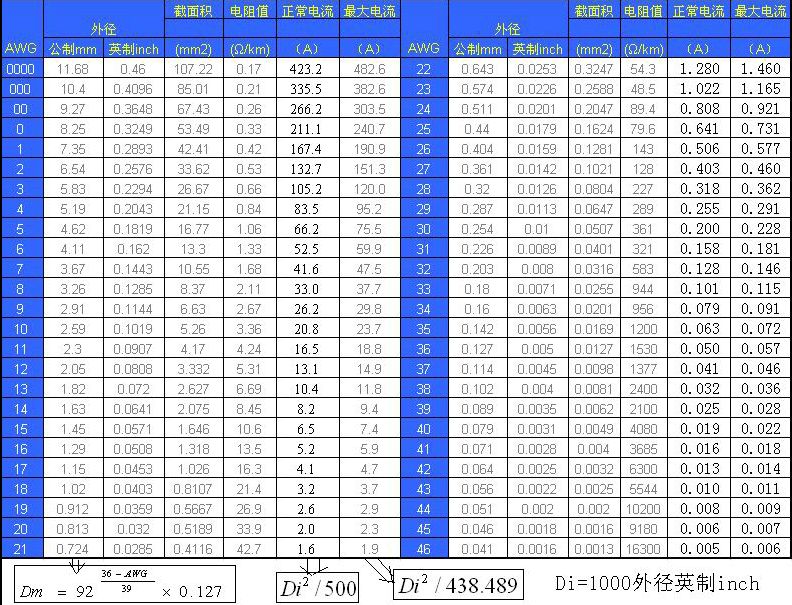 截面积 电阻值 正常电流 最大电流 截面积 电阻值 正常电流 最大电流
外径 外径
AWG 公制mm 英制inch (mm2) (Ω/km) (A) (A) AWG 公制mm 英制inch (mm2) (Ω/km) (A) (A)
0000 11.68 0.46 107.22 0.17 423.2 482.6 22 0.643 0.0253 0.3247 54.3 1.280 1.460
000 10.4 0.4096 85.01 0.21 335.5 382.6 23 0.574 0.0226 0.2588 48.5 1.022 1.165
00 9.27 0.3648 67.43 0.26 266.2 303.5 24 0.511 0.0201 0.2047 89.4 0.808 0.921
0 8.25 0.3249 53.49 0.33 211.1 240.7 25 0.44 0.0179 0.1624 79.6 0.641 0.731
1 7.35 0.2893 42.41 0.42 167.4 190.9 26 0.404 0.0159 0.1281 143 0.506 0.577
2 6.54 0.2576 33.62 0.53 132.7 151.3 27 0.361 0.0142 0.1021 128 0.403 0.460
3 5.83 0.2294 26.67 0.66 105.2 120.0 28 0.32 0.0126 0.0804 227 0.318 0.362
4 5.19 0.2043 21.15 0.84 83.5 95.2 29 0.287 0.0113 0.0647 289 0.255 0.291
5 4.62 0.1819 16.77 1.06 66.2 75.5 30 0.254 0.01 0.0507 361 0.200 0.228
6 4.11 0.162 13.3 1.33 52.5 59.9 31 0.226 0.0089 0.0401 321 0.158 0.181
7 3.67 0.1443 10.55 1.68 41.6 47.5 32 0.203 0.008 0.0316 583 0.128 0.146
8 3.26 0.1285 8.37 2.11 33.0 37.7 33 0.18 0.0071 0.0255 944 0.101 0.115
9 2.91 0.1144 6.63 2.67 26.2 29.8 34 0.16 0.0063 0.0201 956 0.079 0.091
10 2.59 0.1019 5.26 3.36 20.8 23.7 35 0.142 0.0056 0.0169 1200 0.063 0.072
11 2.3 0.0907 4.17 4.24 16.5 18.8 36 0.127 0.005 0.0127 1530 0.050 0.057
12 2.05 0.0808 3.332 5.31 13.1 14.9 37 0.114 0.0045 0.0098 1377 0.041 0.046
13 1.82 0.072 2.627 6.69 10.4 11.8 38 0.102 0.004 0.0081 2400 0.032 0.036
14 1.63 0.0641 2.075 8.45 8.2 9.4 39 0.089 0.0035 0.0062 2100 0.025 0.028
15 1.45 0.0571 1.646 10.6 6.5 7.4 40 0.079 0.0031 0.0049 4080 0.019 0.022
16 1.29 0.0508 1.318 13.5 5.2 5.9 41 0.071 0.0028 0.004 3685 0.016 0.018
17 1.15 0.0453 1.026 16.3 4.1 4.7 42 0.064 0.0025 0.0032 6300 0.013 0.014
18 1.02 0.0403 0.8107 21.4 3.2 3.7 43 0.056 0.0022 0.0025 5544 0.010 0.011
19 0.912 0.0359 0.5667 26.9 2.6 2.9 44 0.051 0.002 0.002 10200 0.008 0.009
20 0.813 0.032 0.5189 33.9 2.0 2.3 45 0.046 0.0018 0.0016 9180 0.006 0.007
21 0.724 0.0285 0.4116 42.7 1.6 1.9 46 0.041 0.0016 0.0013 16300 0.005 0.006
Dm = 92 36-AWG/39 × 0.127 Di²/500 Di²/438.489 Di=1000外径英制inch